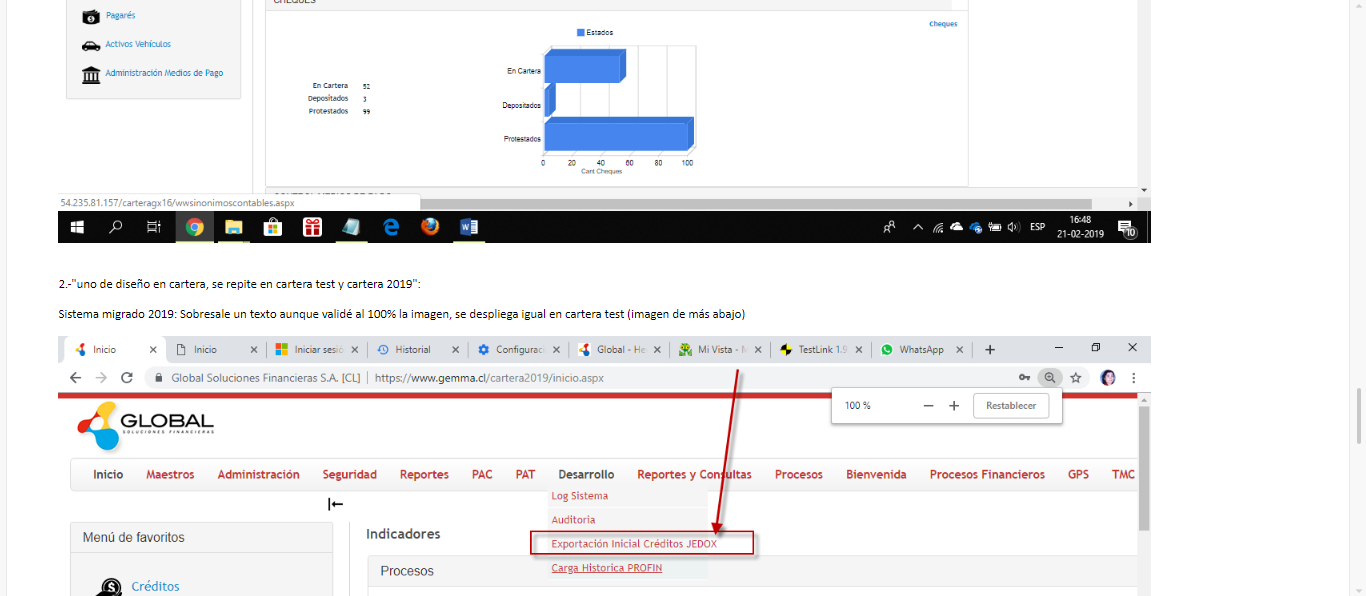 CHEQUES
Pagarés
Activos Vehículos
Administración Medios de Pago
Cheques
Estados
En Cartera 52
Depositados 3
Protestados 99
En Cartera
Depositados
Protestados
0 20 40 60 80 100
Cant Cheques
54.235.81.157/carteragx16/wwsinonimoscontables.aspx
ESP
16:48
21-02-2019
10
2.-"uno de diseño en cartera, se repite en cartera test y cartera 2019":
Sistema migrado 2019: Sobresale un texto aunque validé al 100% la imagen, se despliega igual en cartera test (imagen de más abajo)
Inicio Inicio Iniciar sesió Historial Configurac Global - He Mi Vista - M TestLink 1.9 WhatsApp
Global Soluciones Financieras S.A. [CL] https://www.gemma.cl/cartera2019/inicio.aspx
100 % Restablecer
GLOBAL
SOLUCIONES FINANCIERAS
Inicio Maestros Administración Seguridad Reportes PAC PAT Desarrollo Reportes y Consultas Procesos Bienvenida Procesos Financieros GPS TMC
Log Sistema
Auditoría
Exportación Inicial Créditos JEDOX
Carga Historica PROFIN
Menú de favoritos
Créditos
Indicadores
Procesos